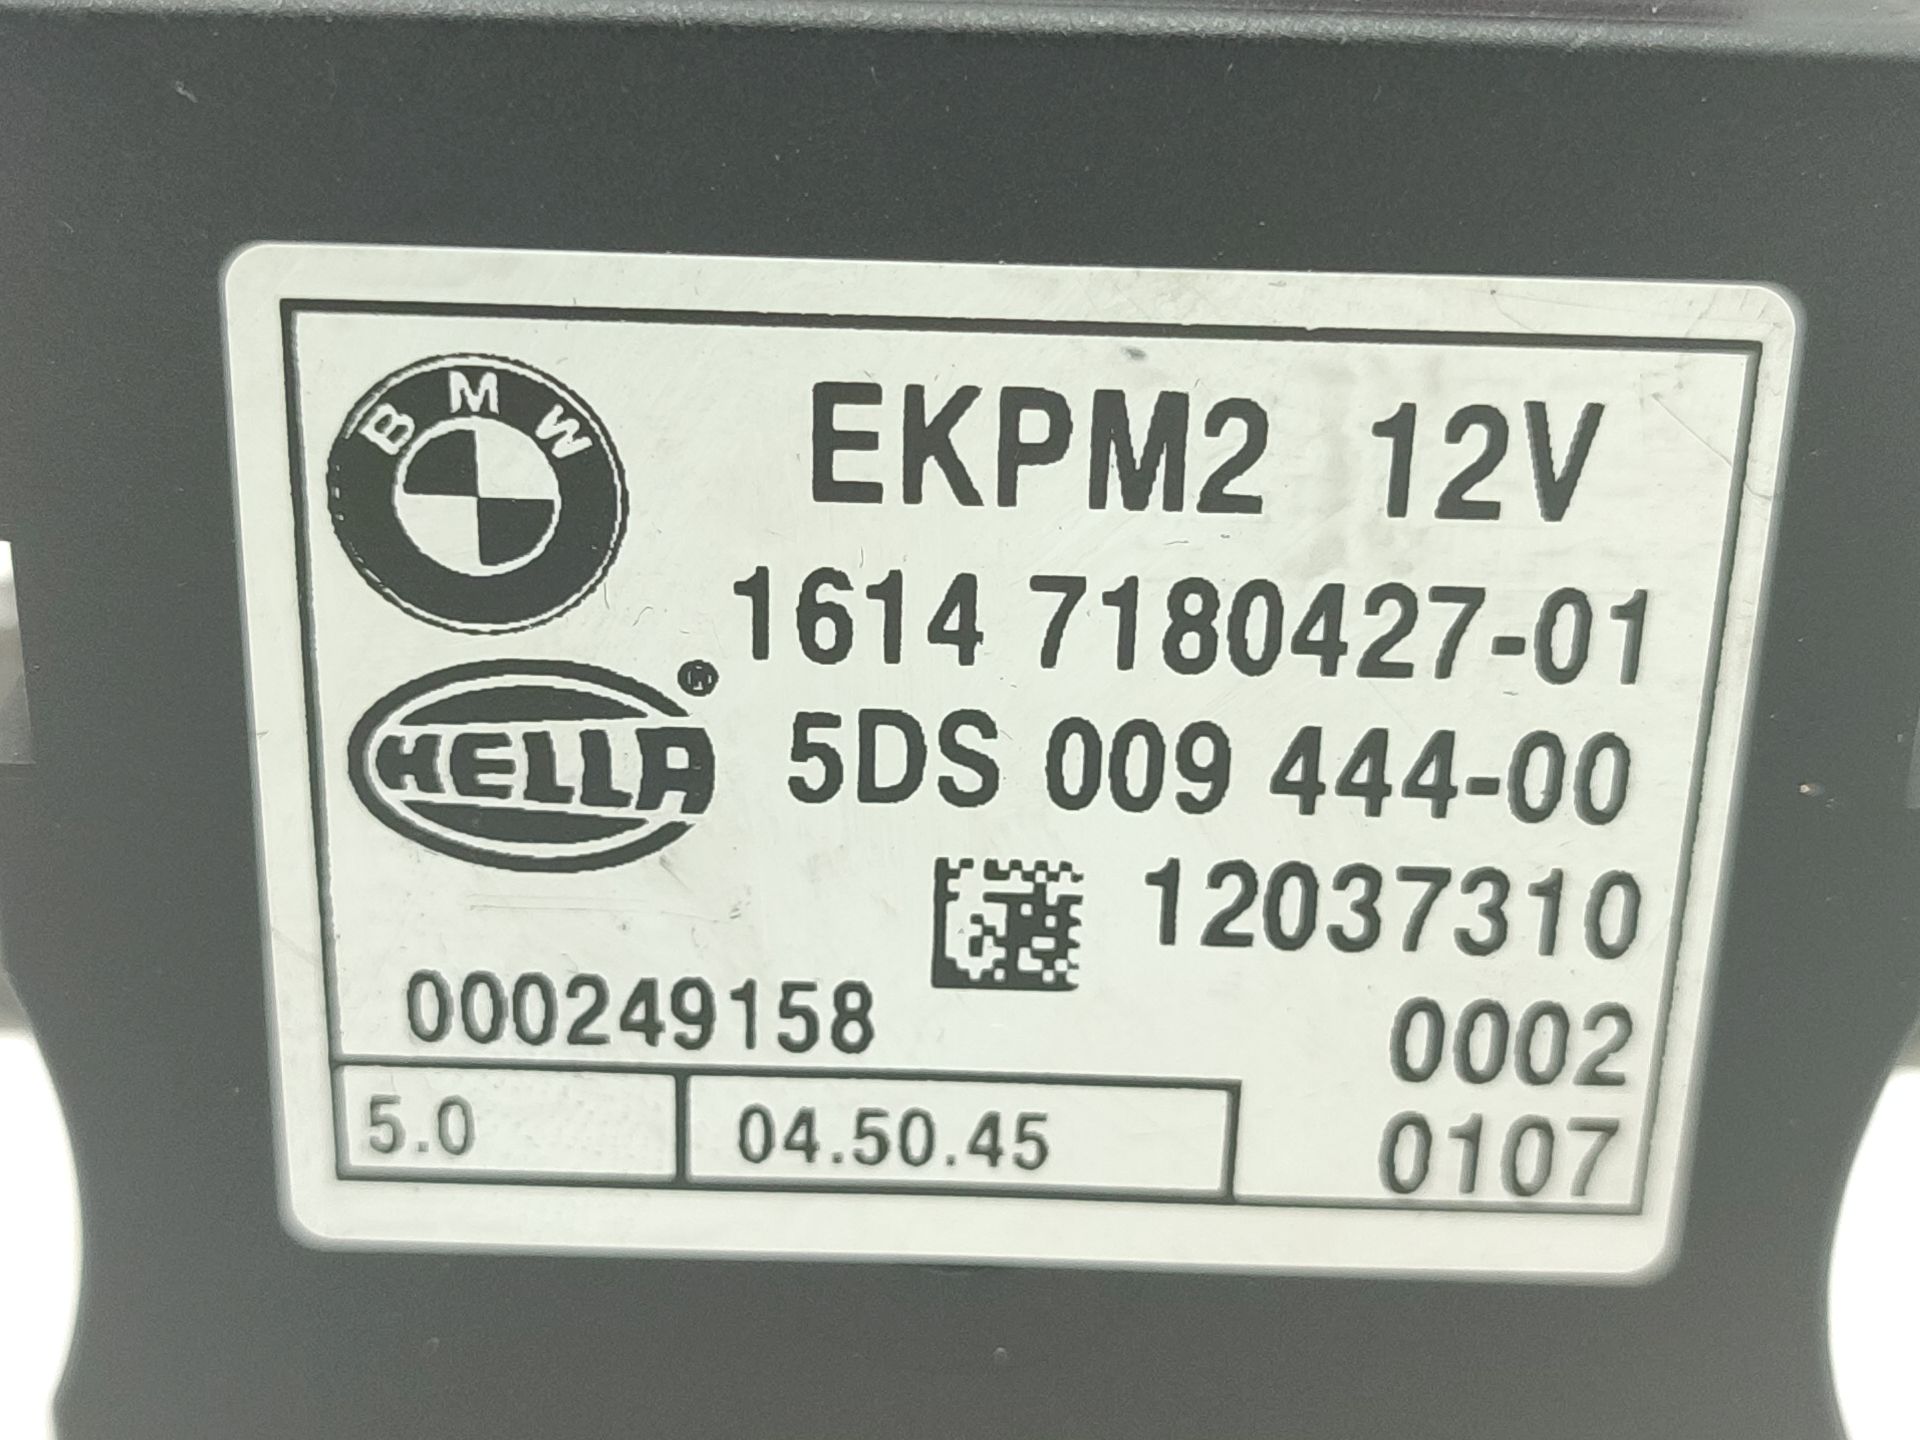 BMW
EKPM2 12V
1614 7180427-01
HELLA®
5DS 009 444-00
12037310
000249158
0002
5.0
04.50.45
0107